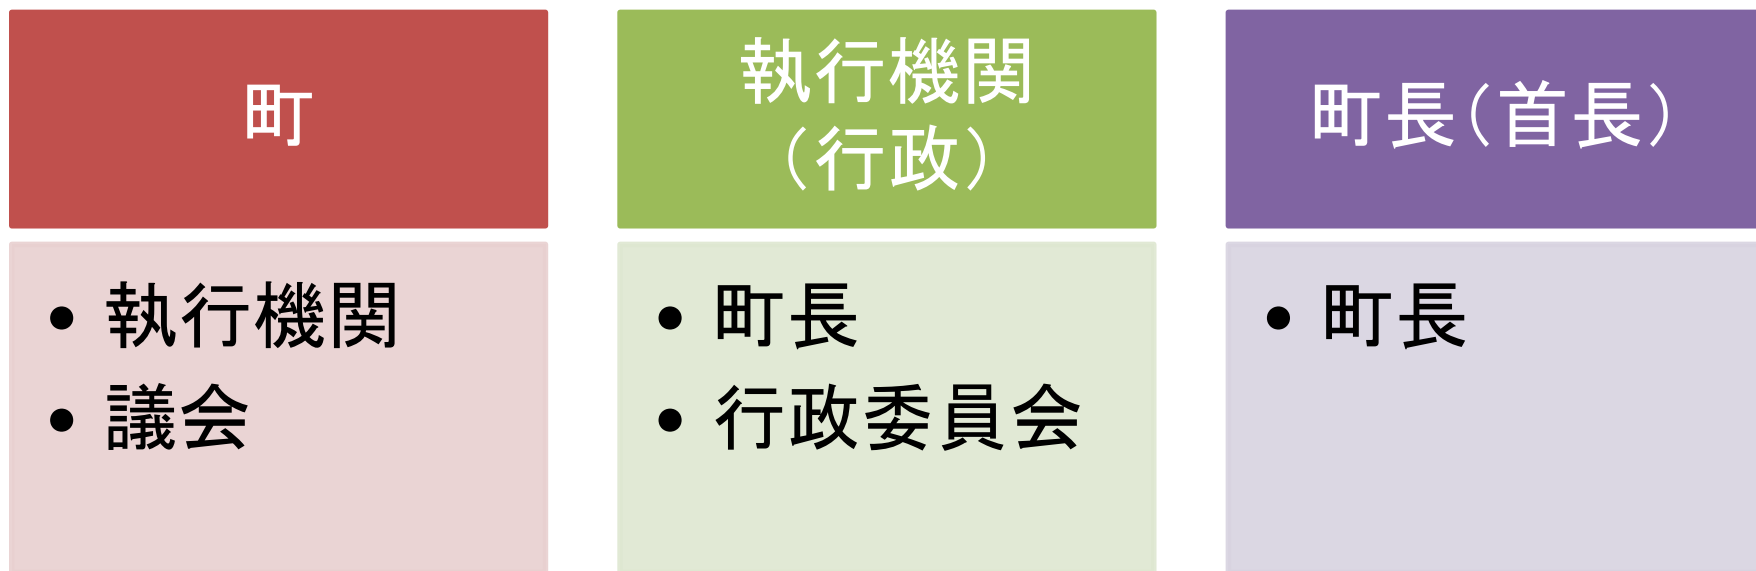 町
• 執行機関
• 議会
執行機関
（行政）
• 町長
• 行政委員会
町長（首長）
• 町長